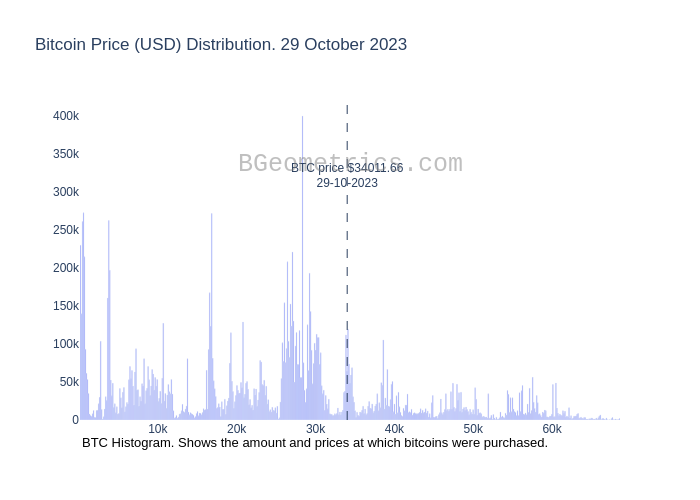 Bitcoin Price (USD) Distribution. 29 October 2023
400k
350k
BGeometrics.com
BTC price $34011.66
29-10-2023
300k
250k
200k
150k
100k
50k
0
10k 20k 30k 40k 50k 60k
BTC Histogram. Shows the amount and prices at which bitcoins were purchased.